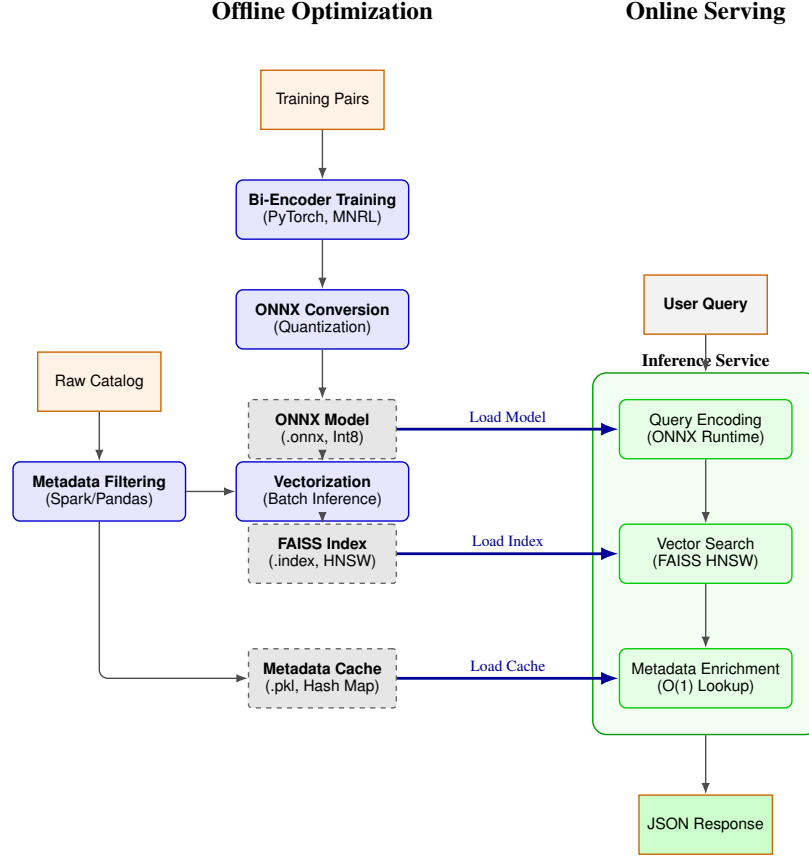 Offline Optimization
Online Serving
Training Pairs
Bi-Encoder Training
(PyTorch, MNRL)
ONNX Conversion
(Quantization)
User Query
Raw Catalog
Inference Service
ONNX Model
(.onnx, Int8)
Load Model
Query Encoding
(ONNX Runtime)
Metadata Filtering
(Spark/Pandas)
Vectorization
(Batch Inference)
FAISS Index
(.index, HNSW)
Load Index
Vector Search
(FAISS HNSW)
Metadata Cache
(.pkl, Hash Map)
Load Cache
Metadata Enrichment
(O(1) Lookup)
JSON Response